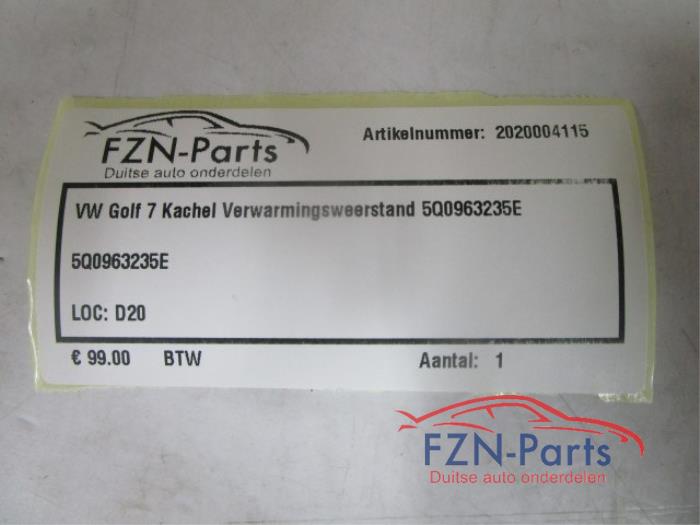 FZN-Parts
Duitse auto onderdelen
Artikelnummer: 2020004115
VW Golf 7 Kachel Verwarmingsweerstand 5Q0963235E
5Q0963235E
LOC: D20
€ 99.00 BTW Aantal: 1
FZN-Parts
Duitse auto onderdelen